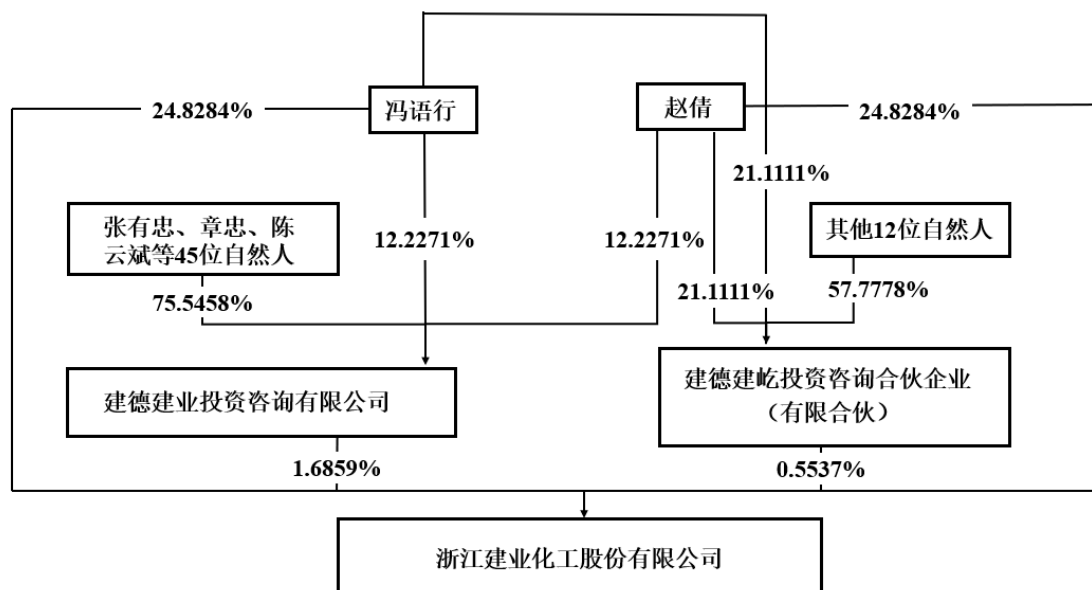 24.8284%
冯语行
赵倩
24.8284%
21.1111%
张有忠、章忠、陈
云斌等45位自然人
12.2271%
12.2271%
其他12位自然人
75.5458%
21.1111%
57.7778%
建德建业投资咨询有限公司
建德建屹投资咨询合伙企业
（有限合伙）
1.6859%
0.5537%
浙江建业化工股份有限公司